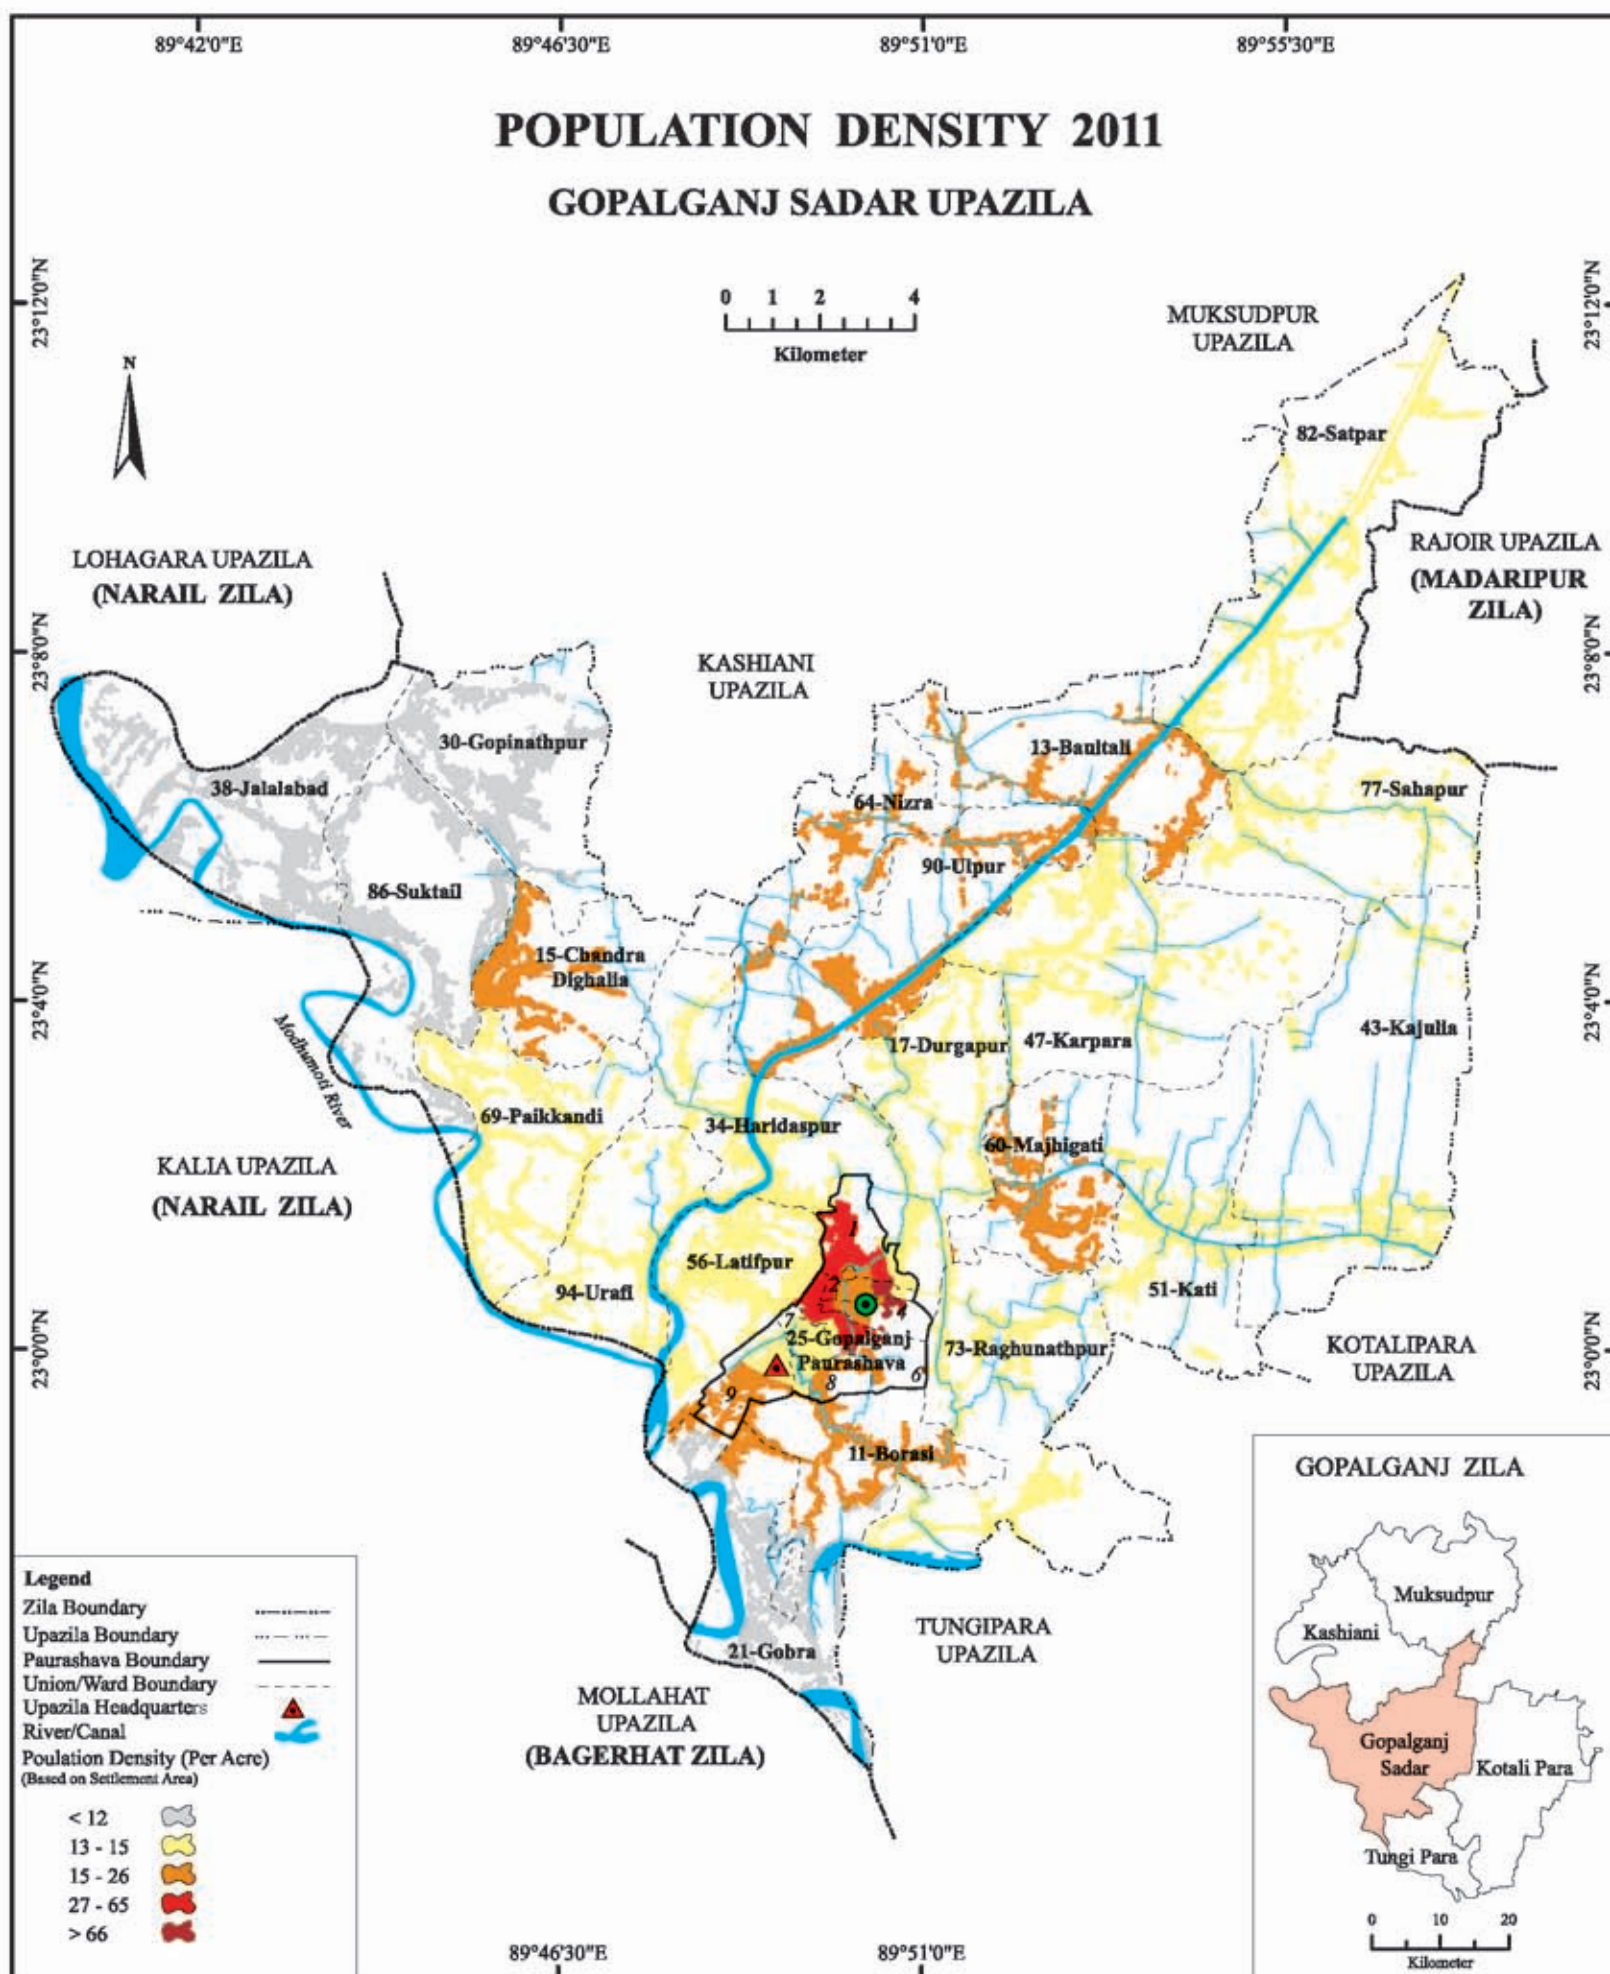 89°42'0"E
89°46'30"E
89°51'0"E
89°55'30"E
POPULATION DENSITY 2011
GOPALGANJ SADAR UPAZILA
0 1 2 4
Kilometer
N
23°12'0"N
23°12'0"N
MUKSUDPUR
UPAZILA
82-Satpar
LOHAGARA UPAZILA
(NARAIL ZILA)
RAJOIR UPAZILA
(MADARIPUR
ZILA)
23°8'0"N
23°8'0"N
KASHIANI
UPAZILA
30-Gopinathpur
13-Baultali
38-Jalalabad
64-Nizra
77-Sahapur
90-Ulpur
86-Suktail
15-Chandra
Dighalia
23°4'0"N
23°4'0"N
Modhumoti River
17-Durgapur
47-Karpara
43-Kajulia
69-Paikkandi
34-Haridaspur
60-Majhigati
KALIA UPAZILA
(NARAIL ZILA)
1
56-Latifpur
2
94-Urafi
51-Kati
4
7
25-Gopalganj
Paurashava
73-Raghunathpur
6
8
9
23°0'0"N
23°0'0"N
KOTALIPARA
UPAZILA
11-Borasi
21-Gobra
TUNGIPARA
UPAZILA
MOLLAHAT
UPAZILA
(BAGERHAT ZILA)
Legend
Zila Boundary
Upazila Boundary
Paurashava Boundary
Union/Ward Boundary
Upazila Headquarters
River/Canal
Poulation Density (Per Acre)
(Based on Settlement Area)
< 12
13 - 15
15 - 26
27 - 65
> 66
GOPALGANJ ZILA
Muksudpur
Kashiani
Gopalganj
Sadar
Kotali Para
Tungi Para
0 10 20
Kilometer
89°46'30"E
89°51'0"E